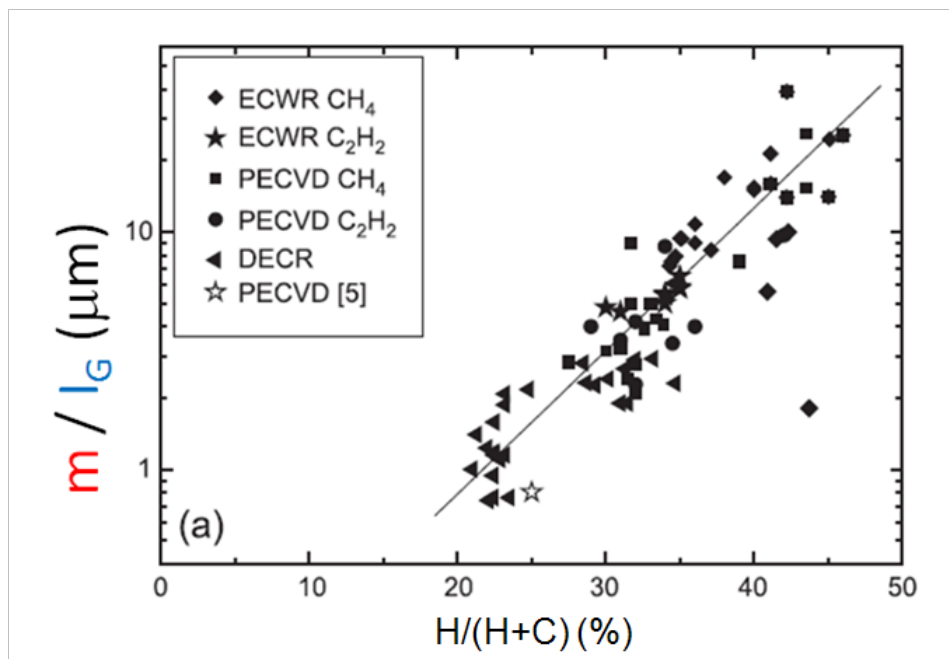 ECWR CH₄
ECWR C₂H₂
PECVD CH₄
PECVD C₂H₂
DECR
PECVD [5]
10
1
m / I_G (μm)
(a)
0
10
20
30
40
50
H/(H+C) (%)